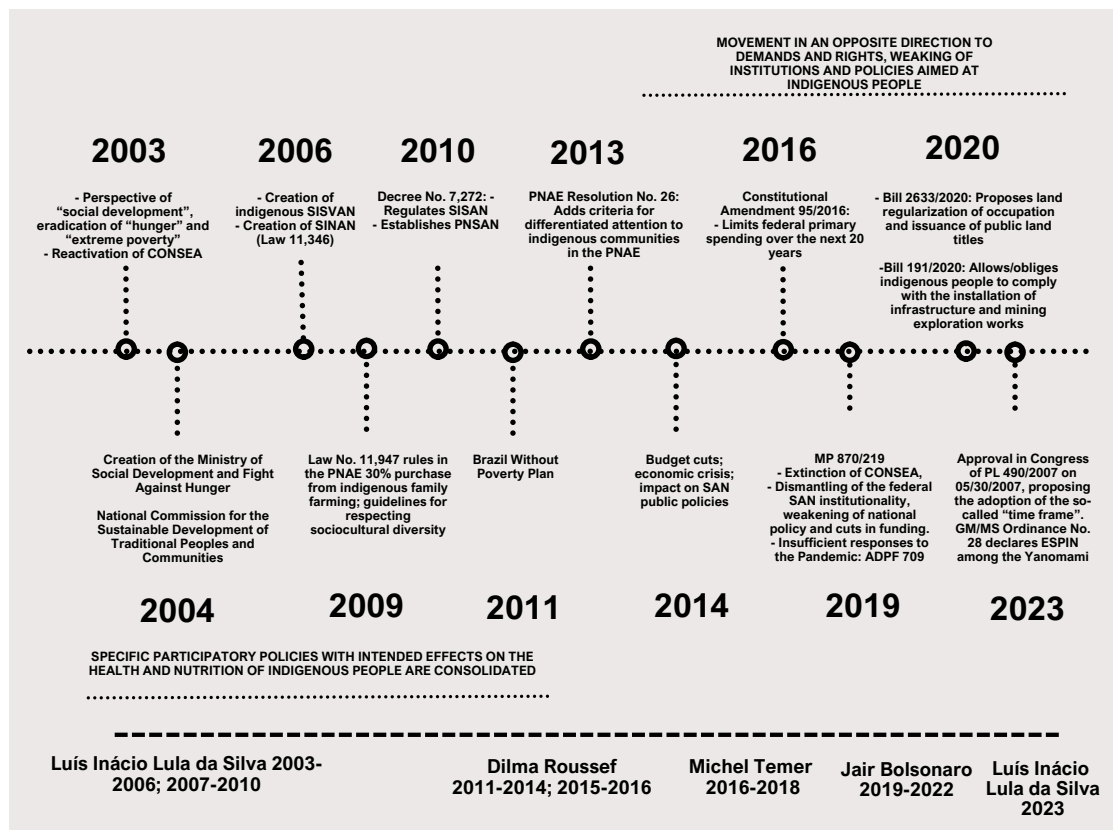 MOVEMENT IN AN OPPOSITE DIRECTION TO
DEMANDS AND RIGHTS, WEAKING OF
INSTITUTIONS AND POLICIES AIMED AT
INDIGENOUS PEOPLE
2003
- Perspective of
“social development”,
eradication of “hunger” and
“extreme poverty”
- Reactivation of CONSEA
2006
- Creation of
indigenous SISVAN
- Creation of SINAN
(Law 11,346)
2010
Decree No. 7,272: -
Regulates SISAN
- Establishes PNSAN
2013
PNAE Resolution No. 26:
Adds criteria for
differentiated attention to
indigenous communities
in the PNAE
2016
Constitutional
Amendment 95/2016:
- Limits federal primary
spending over the next 20
years
2020
- Bill 2633/2020: Proposes land
regularization of occupation
and issuance of public land
titles
-Bill 191/2020: Allows/obliges
indigenous people to comply
with the installation of
infrastructure and mining
exploration works
Creation of the Ministry of
Social Development and Fight
Against Hunger
National Commission for the
Sustainable Development of
Traditional Peoples and
Communities
2004
Law No. 11,947 rules in
the PNAE 30% purchase
from indigenous family
farming; guidelines for
respecting
sociocultural diversity
2009
Brazil Without
Poverty Plan
2011
Budget cuts;
economic crisis;
impact on SAN
public policies
2014
MP 870/219
- Extinction of CONSEA,
- Dismantling of the federal
SAN institutionality,
weakening of national
policy and cuts in funding.
- Insufficient responses to
the Pandemic: ADPF 709
2019
Approval in Congress
of PL 490/2007 on
05/30/2007, proposing
the adoption of the so-
called “time frame”.
GM/MS Ordinance No.
28 declares ESPIN
among the Yanomami
2023
SPECIFIC PARTICIPATORY POLICIES WITH INTENDED EFFECTS ON THE
HEALTH AND NUTRITION OF INDIGENOUS PEOPLE ARE CONSOLIDATED
Luís Inácio Lula da Silva 2003-
2006; 2007-2010
Dilma Roussef
2011-2014; 2015-2016
Michel Temer
2016-2018
Jair Bolsonaro
2019-2022
Luís Inácio
Lula da Silva
2023